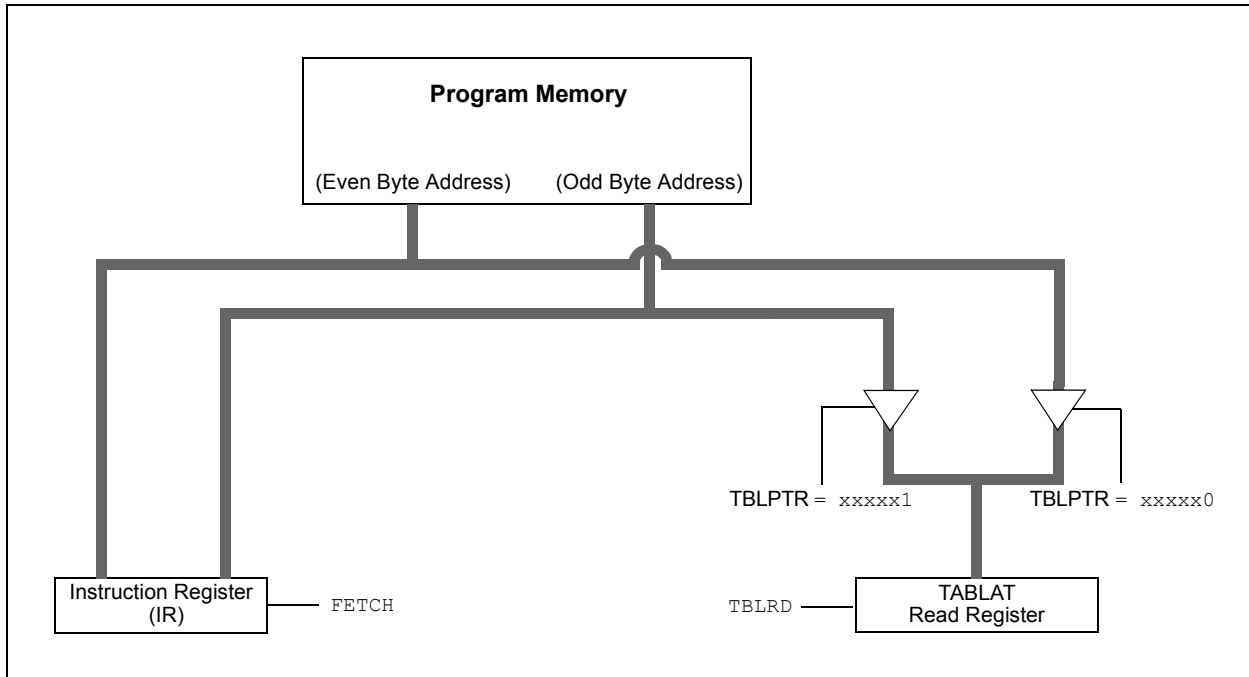 Program Memory
(Even Byte Address) (Odd Byte Address)
TBLPTR = xxxxx1 TBLPTR = xxxxx0
Instruction Register
(IR)
FETCH
TBLRD
TABLAT
Read Register